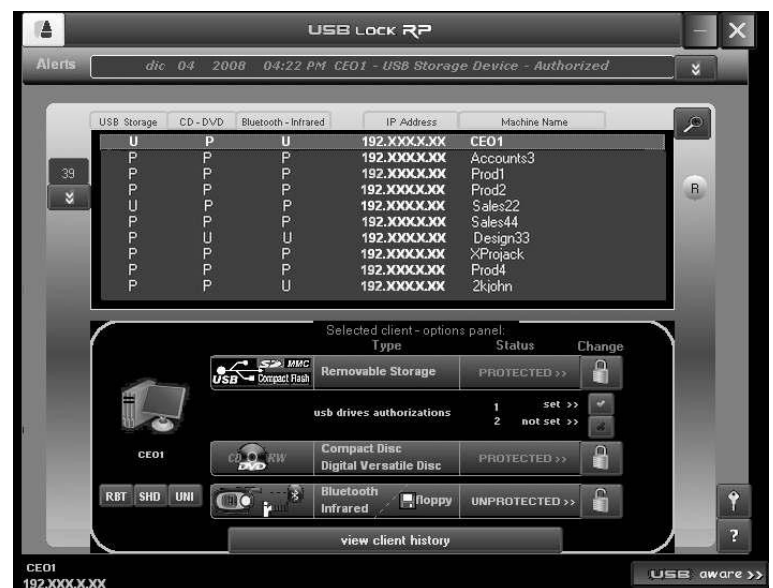 USB Lock RP
Alerts dic 04 2008 04:22 PM CEO1 - USB Storage Device - Authorized
USB Storage CD - DVD Bluetooth - Infrared IP Address Machine Name
U P U 192.XXX.X.XX CEO1
P P P 192.XXX.X.XX Accounts3
P P P 192.XXX.X.XX Prod1
P P P 192.XXX.X.XX Prod2
U P P 192.XXX.X.XX Sales22
P P P 192.XXX.X.XX Sales44
P U U 192.XXX.X.XX Design33
P P P 192.XXX.X.XX XProjack
P P P 192.XXX.X.XX Prod4
P P U 192.XXX.X.XX 2kjohn
39
R
Selected client - options panel:
Type Status Change
USB SD MMC Compact Flash Removable Storage PROTECTED >>
usb drives authorizations 1 set >>
2 not set >>
CEO1
CD DVD RW Compact Disc Digital Versatile Disc PROTECTED >>
RBT SHD UNI
Bluetooth Infrared floppy UNPROTECTED >>
view client history
?
CEO1
192.XXX.X.XX
USB aware >>